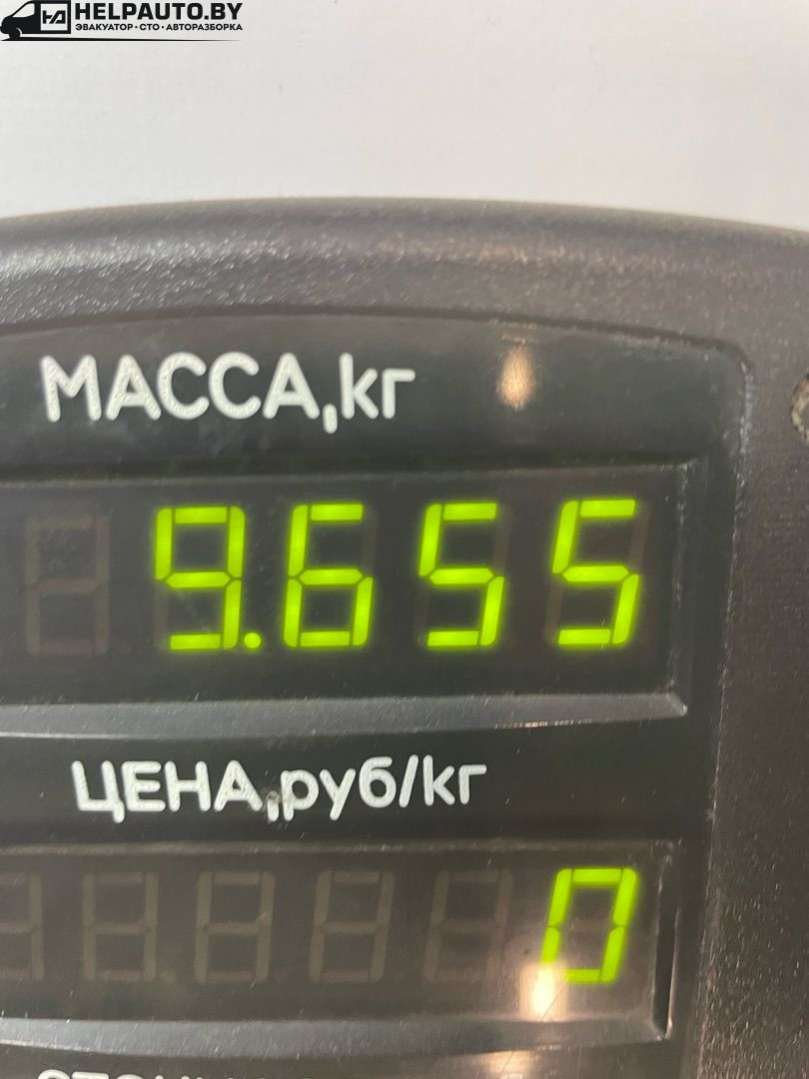 HELPAUTO.BY
ЭВАКУАТОР • СТО • АВТОРАЗБОРКА
МАССА,кг
9.655
ЦЕНА,руб/кг
0